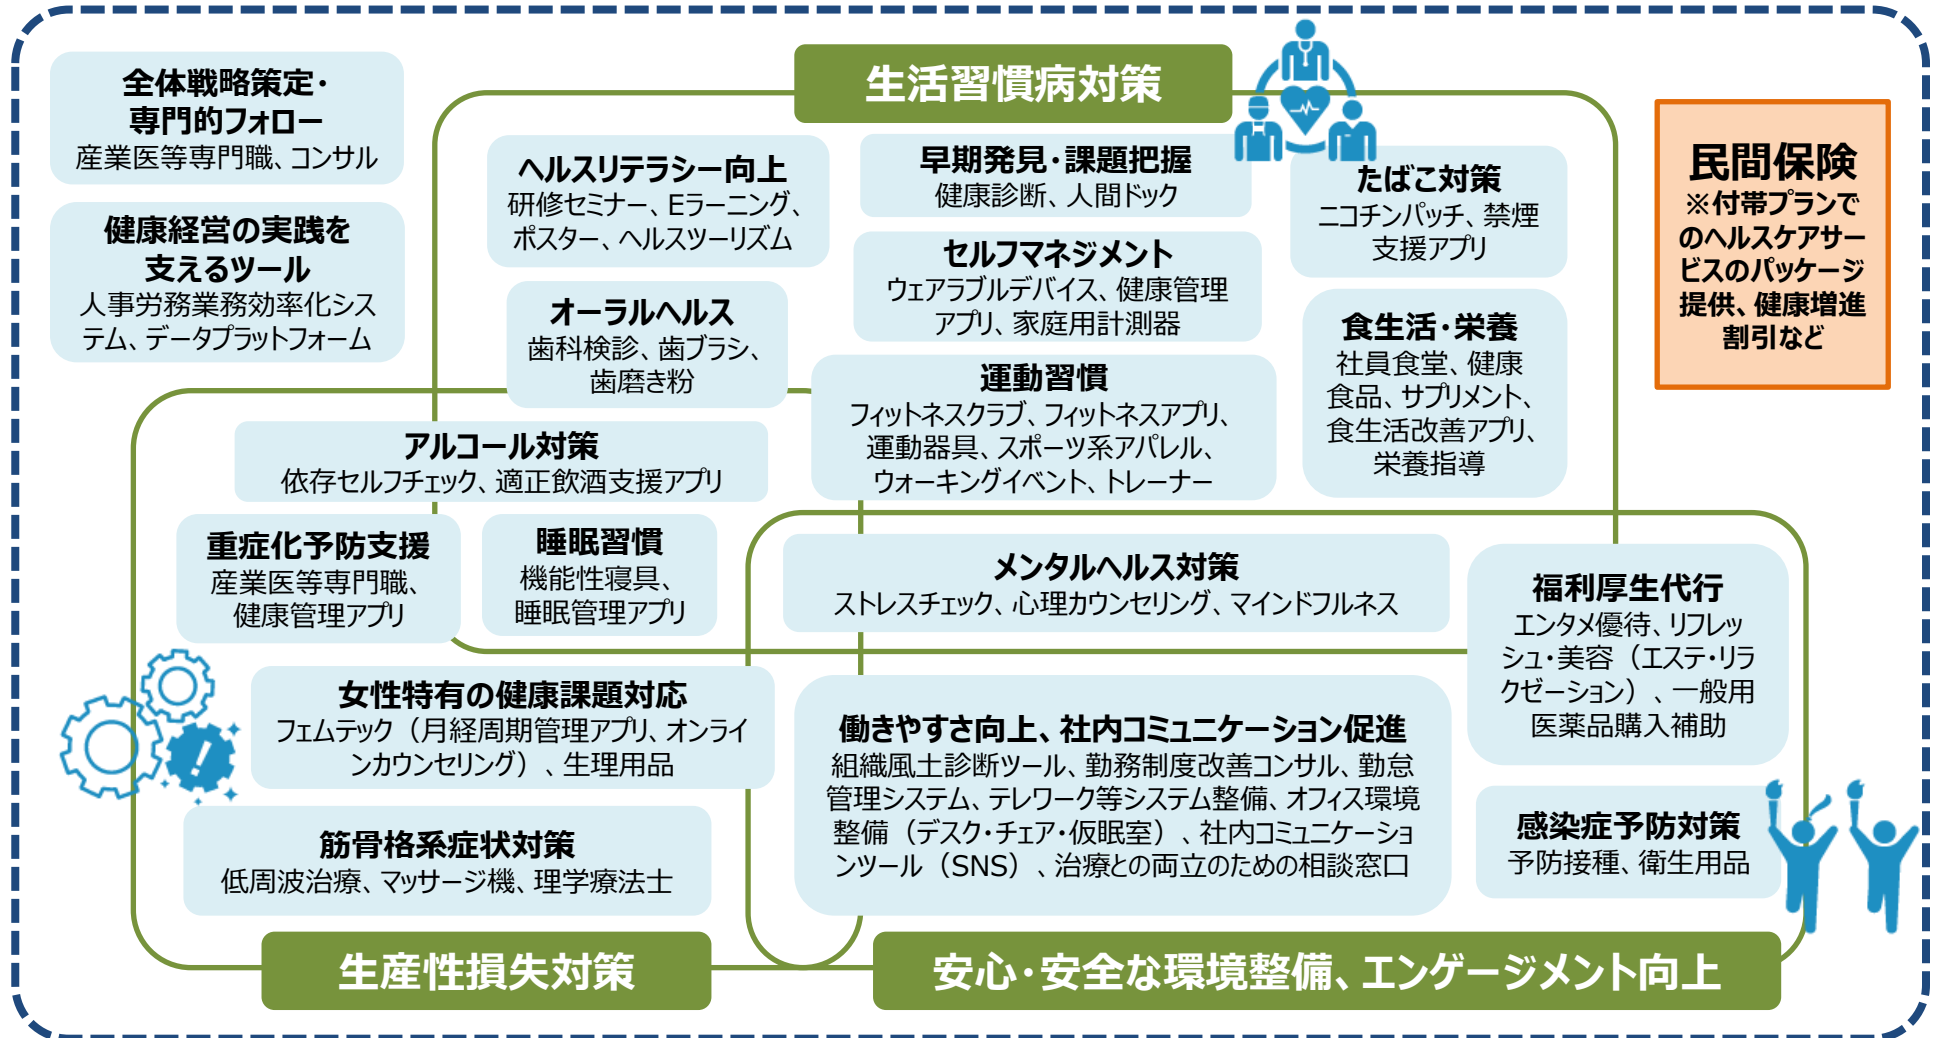 全体戦略策定・
専門的フォロー
産業医等専門職、コンサル
健康経営の実践を
支えるツール
人事労務業務効率化シス
テム、データプラットフォーム
生活習慣病対策
ヘルスリテラシー向上
研修セミナー、Eラーニング、
ポスター、ヘルスツーリズム
早期発見・課題把握
健康診断、人間ドック
たばこ対策
ニコチンパッチ、禁煙
支援アプリ
セルフマネジメント
ウェアラブルデバイス、健康管理
アプリ、家庭用計測器
オーラルヘルス
歯科検診、歯ブラシ、
歯磨き粉
食生活・栄養
社員食堂、健康
食品、サプリメント、
食生活改善アプリ、
栄養指導
運動習慣
フィットネスクラブ、フィットネスアプリ、
運動器具、スポーツ系アパレル、
ウォーキングイベント、トレーナー
民間保険
※付帯プランで
のヘルスケアサー
ビスのパッケージ
提供、健康増進
割引など
アルコール対策
依存セルフチェック、適正飲酒支援アプリ
重症化予防支援
産業医等専門職、
健康管理アプリ
睡眠習慣
機能性寝具、
睡眠管理アプリ
メンタルヘルス対策
ストレスチェック、心理カウンセリング、マインドフルネス
福利厚生代行
エンタメ優待、リフレッ
シュ・美容（エステ・リラ
クゼーション）、一般用
医薬品購入補助
女性特有の健康課題対応
フェムテック（月経周期管理アプリ、オンライ
ンカウンセリング）、生理用品
働きやすさ向上、社内コミュニケーション促進
組織風土診断ツール、勤務制度改善コンサル、勤怠
管理システム、テレワーク等システム整備、オフィス環境
整備（デスク・チェア・仮眠室）、社内コミュニケーショ
ンツール（SNS）、治療との両立のための相談窓口
感染症予防対策
予防接種、衛生用品
筋骨格系症状対策
低周波治療、マッサージ機、理学療法士
生産性損失対策
安心・安全な環境整備、エンゲージメント向上